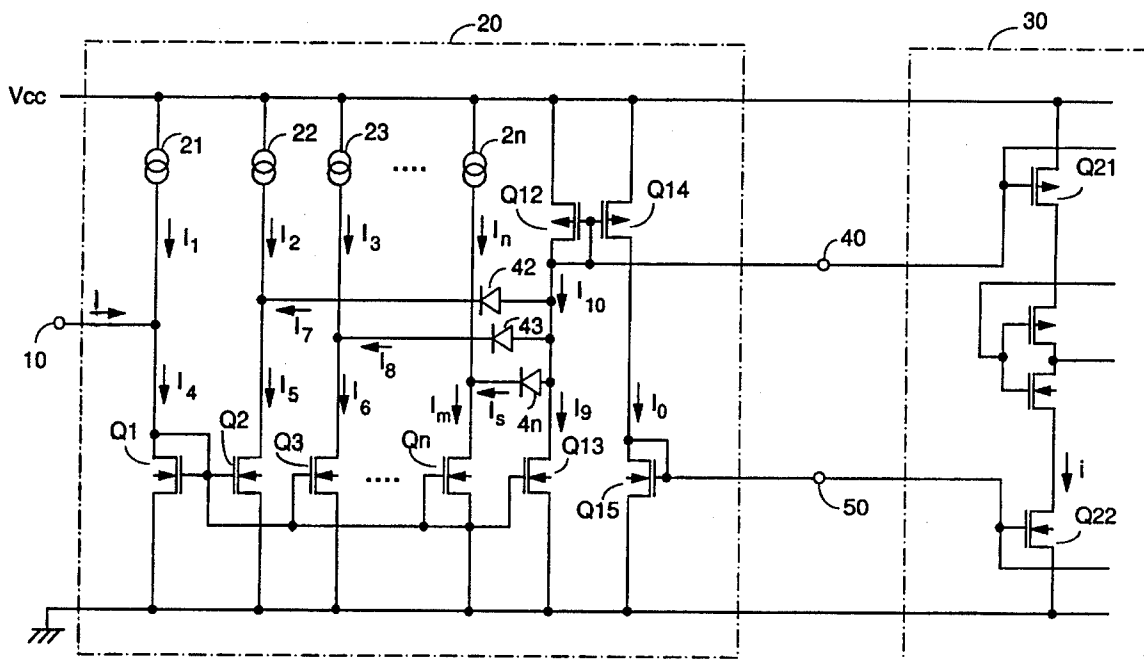 20
30
Vcc
21
22
23
2n
....
Q12
Q14
Q21
I1
I2
I3
In
40
42
I10
I
I7
43
10
I8
I4
I5
I6
Im
Is
4n
I9
I0
Q1
Q2
Q3
Qn
Q13
....
Q15
50
i
Q22